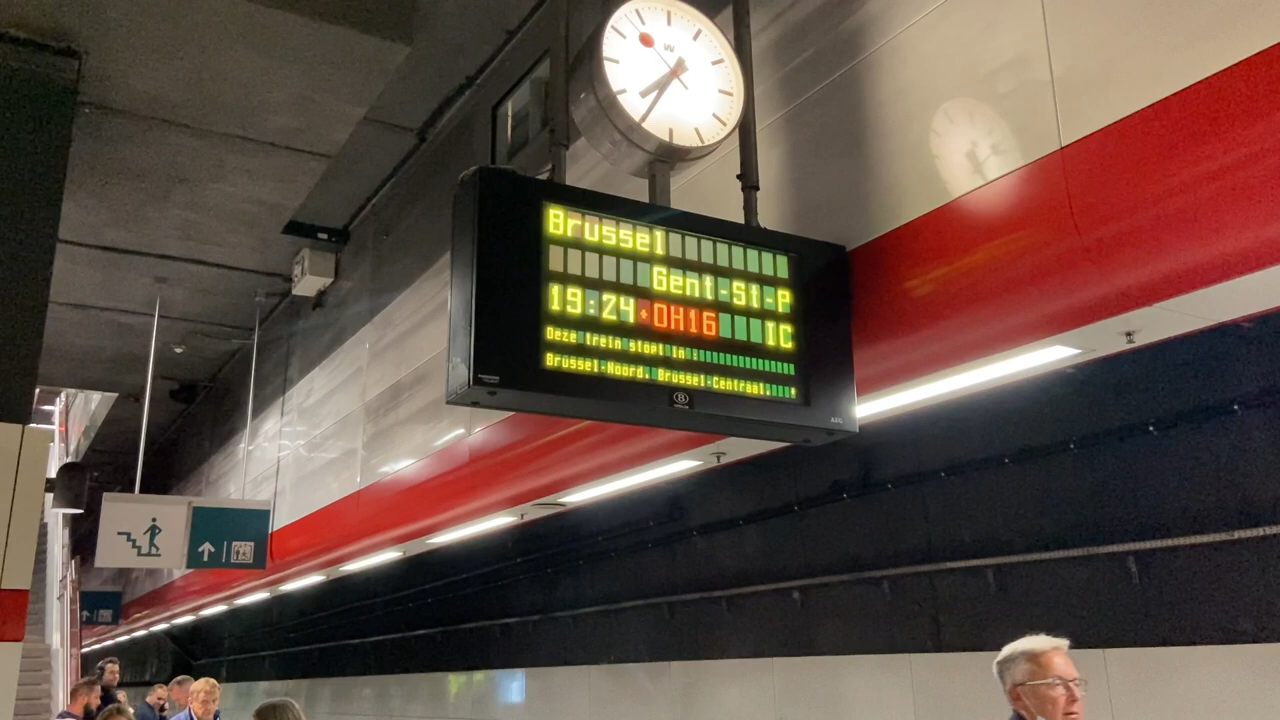 Brussel
Gent-St-P
19:24+0H16 IC
Deze trein stopt in :
Brussel-Noord, Brussel-Centraal,
B